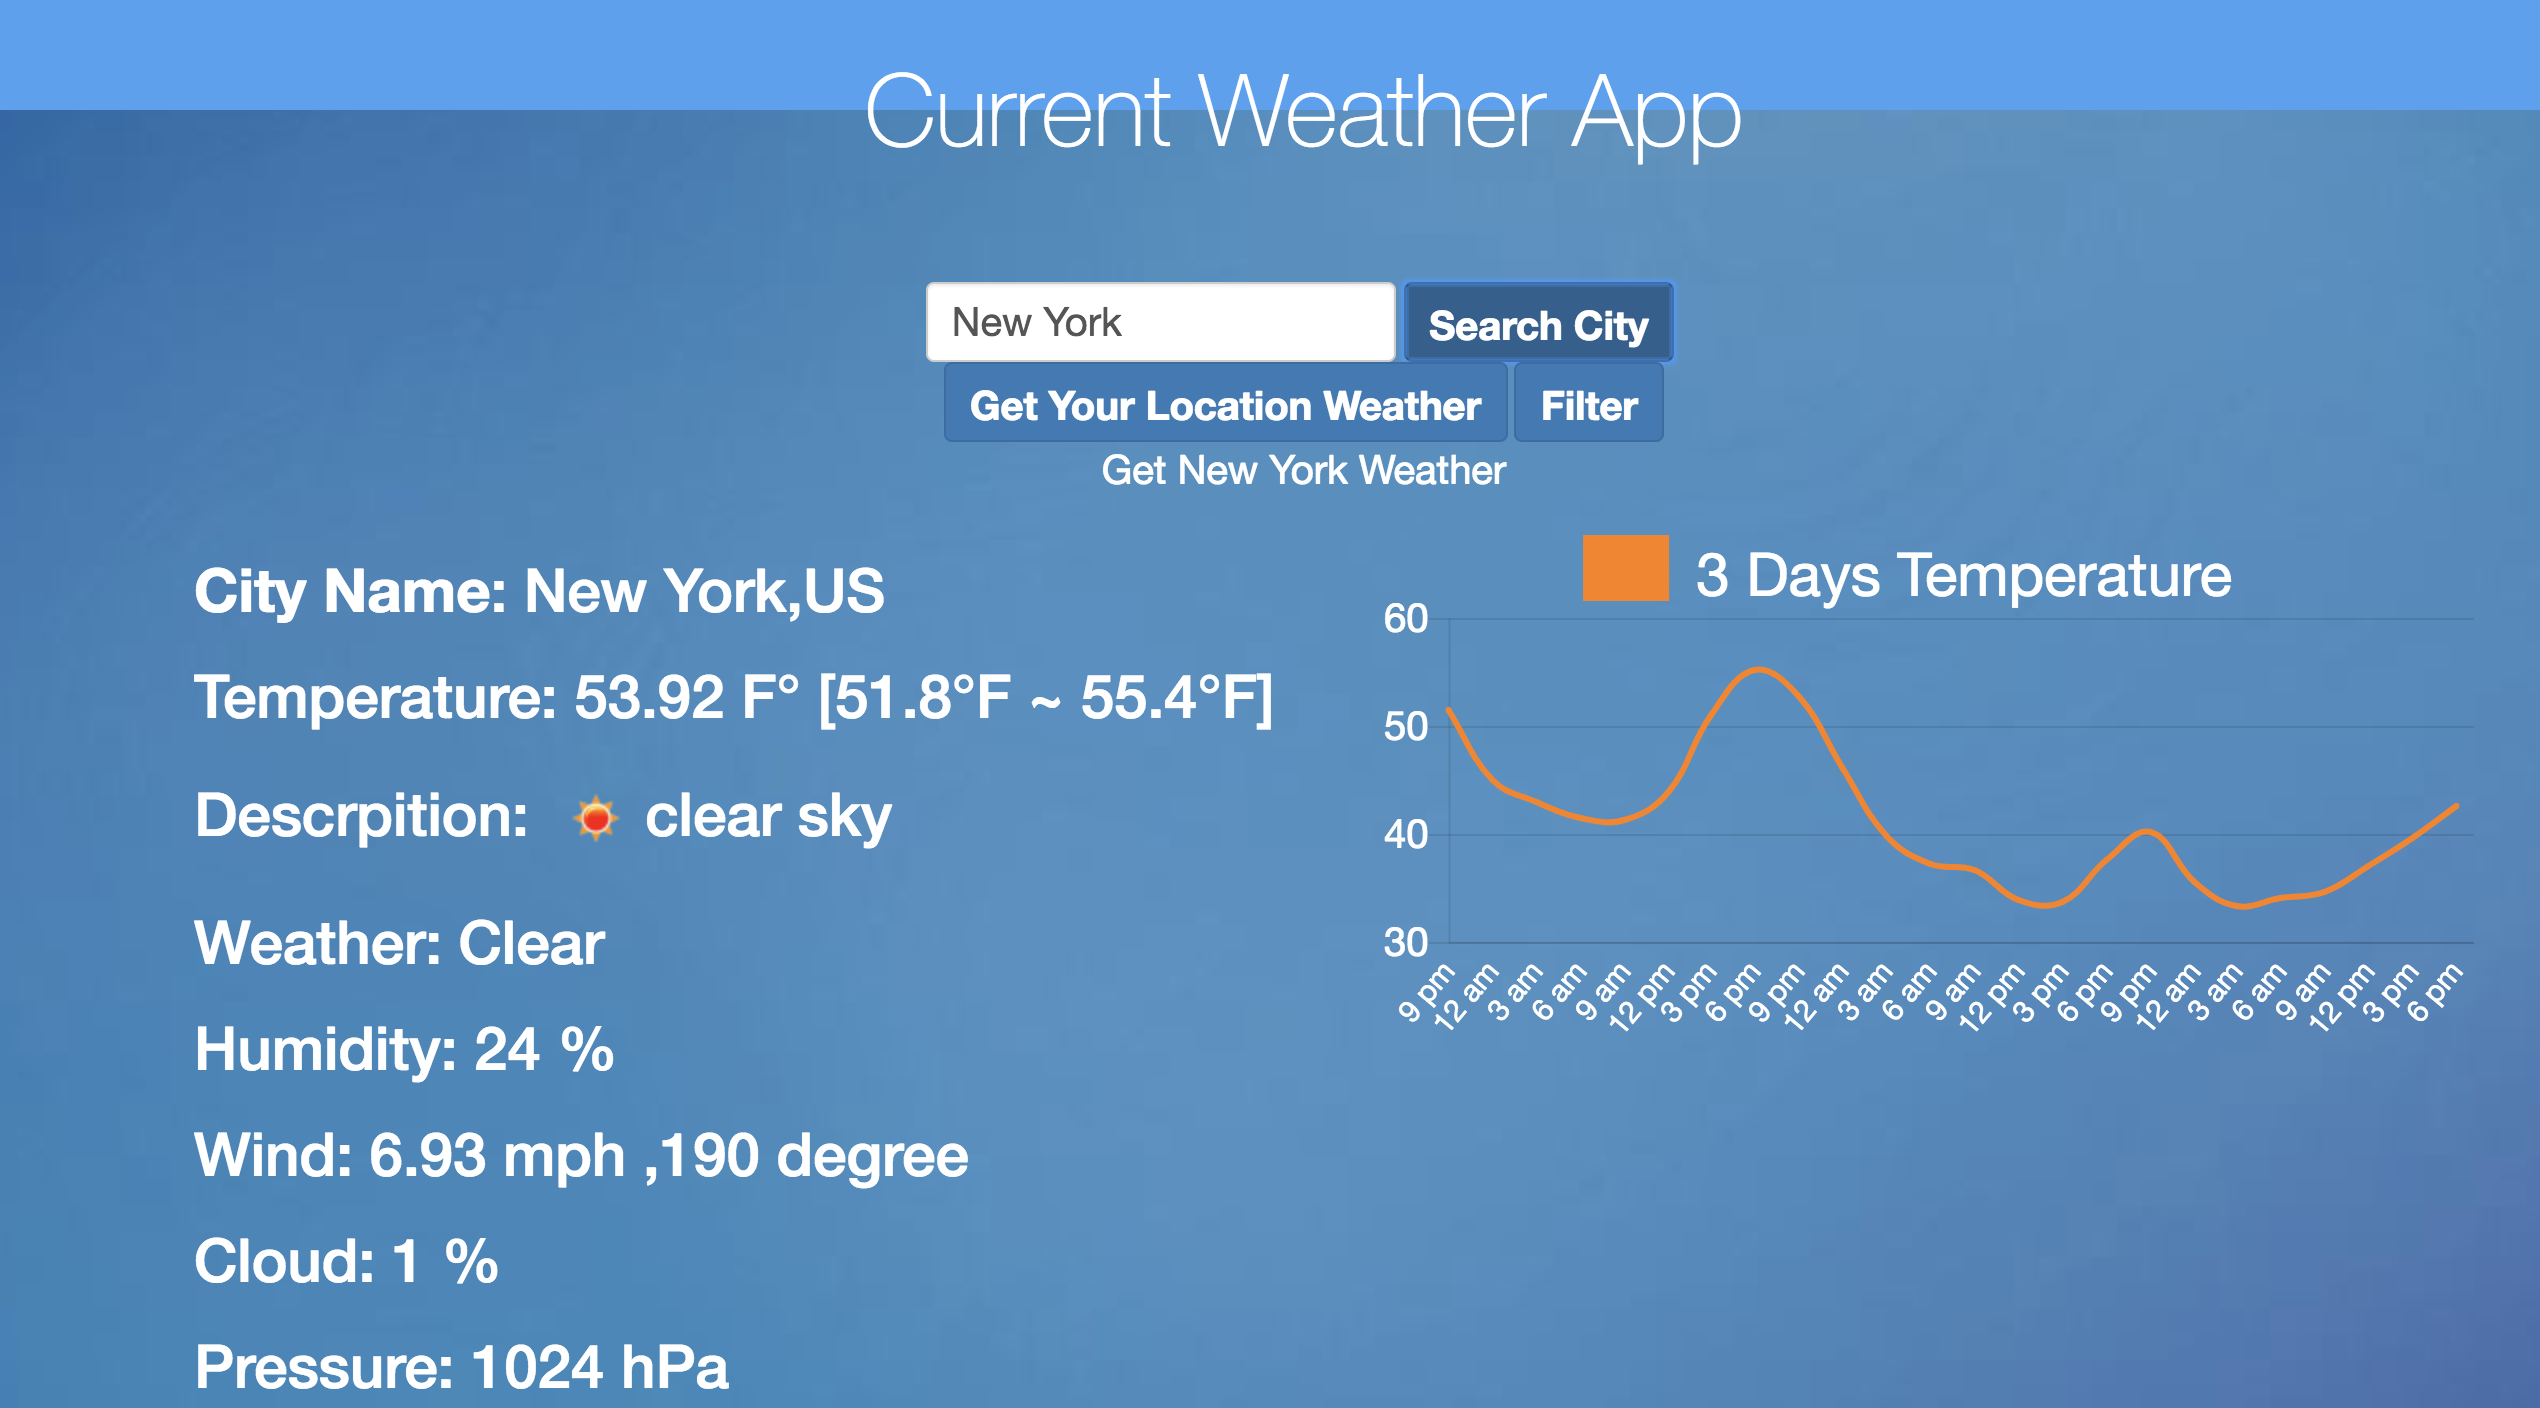 Current Weather App
New York
Search City
Get Your Location Weather
Filter
Get New York Weather
City Name: New York,US
Temperature: 53.92 F° [51.8°F ~ 55.4°F]
Descrpition: clear sky
Weather: Clear
Humidity: 24 %
Wind: 6.93 mph ,190 degree
Cloud: 1 %
Pressure: 1024 hPa
3 Days Temperature
60
50
40
30
9 pm
12 am
3 am
6 am
9 am
12 pm
3 pm
6 pm
9 pm
12 am
3 am
6 am
9 am
12 pm
3 pm
6 pm
9 pm
12 am
3 am
6 am
9 am
12 pm
3 pm
6 pm